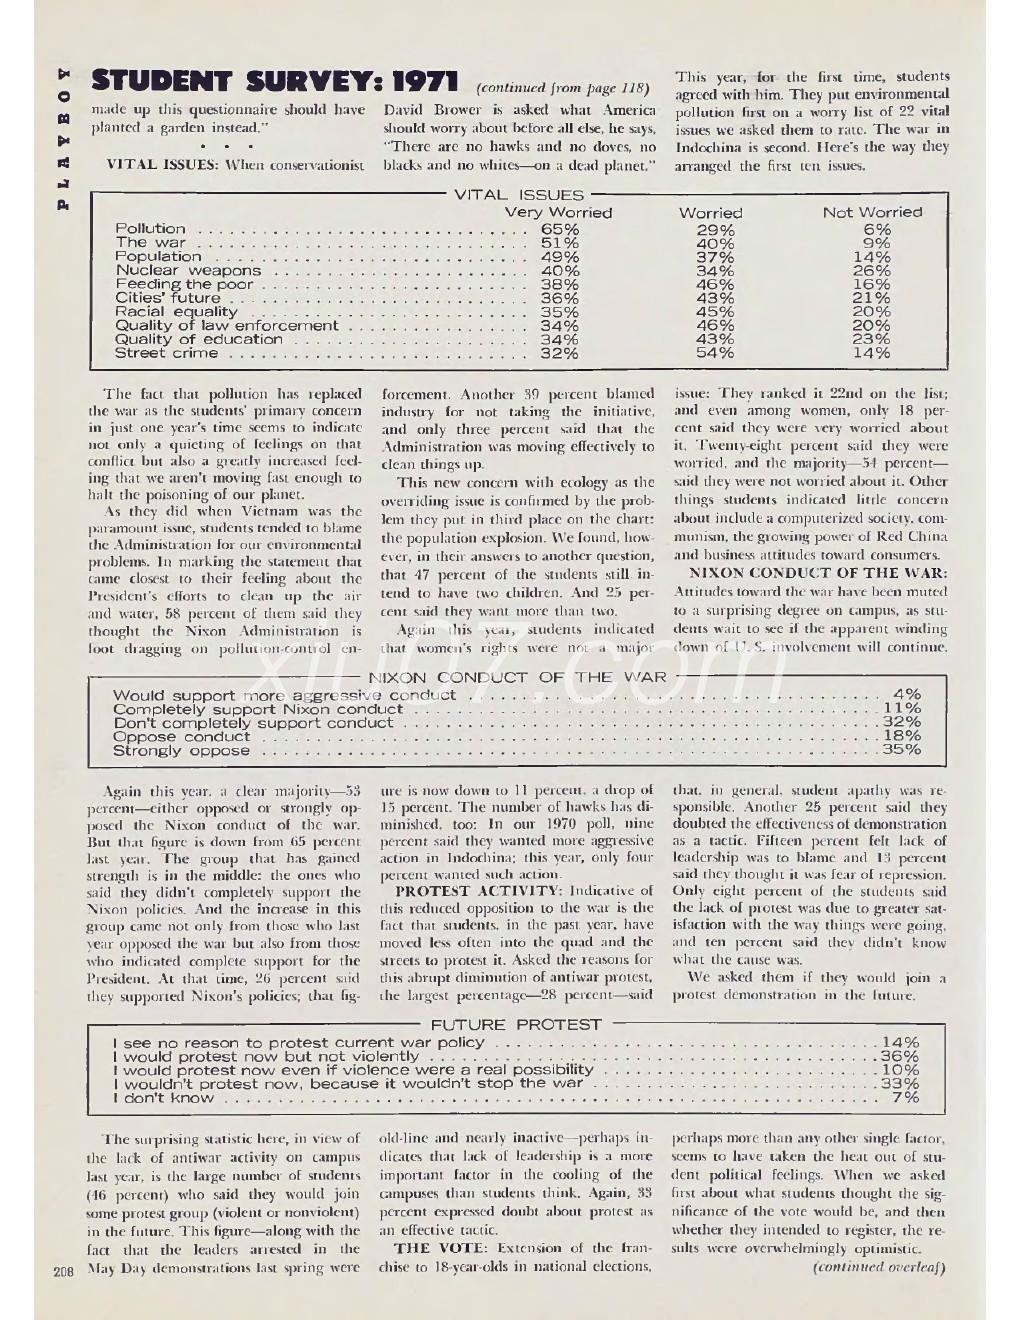 PLAYBOY
STUDENT SURVEY: 1971 (continued from page 118)
made up this questionnaire should have
planted a garden instead."
• • •
VITAL ISSUES: When conservationist
David Brower is asked what America
should worry about before all else, he says,
"There are no hawks and no doves, no
blacks and no whites—on a dead planet."
This year, for the first time, students
agreed with him. They put environmental
pollution first on a worry list of 22 vital
issues we asked them to rate. The war in
Indochina is second. Here's the way they
arranged the first ten issues.
VITAL ISSUES
Very Worried Worried Not Worried
Pollution 65% 29% 6%
The war 51% 40% 9%
Population 49% 37% 14%
Nuclear weapons 40% 34% 26%
Feeding the poor 38% 46% 16%
Cities' future 36% 43% 21%
Racial equality 35% 45% 20%
Quality of law enforcement 34% 46% 20%
Quality of education 34% 43% 23%
Street crime 32% 54% 14%
The fact that pollution has replaced
the war as the students' primary concern
in just one year's time seems to indicate
not only a quieting of feelings on that
conflict but also a greatly increased feel-
ing that we aren't moving fast enough to
halt the poisoning of our planet.
As they did when Vietnam was the
paramount issue, students tended to blame
the Administration for our environmental
problems. In marking the statement that
came closest to their feeling about the
President's efforts to clean up the air
and water, 58 percent of them said they
thought the Nixon Administration is
foot dragging on pollution-control en-
forcement. Another 39 percent blamed
industry for not taking the initiative,
and only three percent said that the
Administration was moving effectively to
clean things up.
This new concern with ecology as the
overriding issue is confirmed by the prob-
lem they put in third place on the chart:
the population explosion. We found, how-
ever, in their answers to another question,
that 47 percent of the students still in-
tend to have two children. And 25 per-
cent said they want more than two.
Again this year, students indicated
that women's rights were not a major
issue: They ranked it 22nd on the list;
and even among women, only 18 per-
cent said they were very worried about
it. Twenty-eight percent said they were
worried, and the majority—54 percent—
said they were not worried about it. Other
things students indicated little concern
about include a computerized society, com-
munism, the growing power of Red China
and business attitudes toward consumers.
NIXON CONDUCT OF THE WAR:
Attitudes toward the war have been muted
to a surprising degree on campus, as stu-
dents wait to see if the apparent winding
down of U.S. involvement will continue.
xiu07.com
NIXON CONDUCT OF THE WAR
Would support more aggressive conduct 4%
Completely support Nixon conduct 11%
Don't completely support conduct 32%
Oppose conduct 18%
Strongly oppose 35%
Again this year, a clear majority—53
percent—either opposed or strongly op-
posed the Nixon conduct of the war.
But that figure is down from 65 percent
last year. The group that has gained
strength is in the middle: the ones who
said they didn't completely support the
Nixon policies. And the increase in this
group came not only from those who last
year opposed the war but also from those
who indicated complete support for the
President. At that time, 26 percent said
they supported Nixon's policies; that fig-
ure is now down to 11 percent, a drop of
15 percent. The number of hawks has di-
minished, too: In our 1970 poll, nine
percent said they wanted more aggressive
action in Indochina; this year, only four
percent wanted such action.
PROTEST ACTIVITY: Indicative of
this reduced opposition to the war is the
fact that students, in the past year, have
moved less often into the quad and the
streets to protest it. Asked the reasons for
this abrupt diminution of antiwar protest,
the largest percentage—28 percent—said
that, in general, student apathy was re-
sponsible. Another 25 percent said they
doubted the effectiveness of demonstration
as a tactic. Fifteen percent felt lack of
leadership was to blame and 13 percent
said they thought it was fear of repression.
Only eight percent of the students said
the lack of protest was due to greater sat-
isfaction with the way things were going,
and ten percent said they didn't know
what the cause was.
We asked them if they would join a
protest demonstration in the future.
FUTURE PROTEST
I see no reason to protest current war policy 14%
I would protest now but not violently 36%
I would protest now even if violence were a real possibility 10%
I wouldn't protest now, because it wouldn't stop the war 33%
I don't know 7%
The surprising statistic here, in view of
the lack of antiwar activity on campus
last year, is the large number of students
(46 percent) who said they would join
some protest group (violent or nonviolent)
in the future. This figure—along with the
fact that the leaders arrested in the
May Day demonstrations last spring were
old-line and nearly inactive—perhaps in-
dicates that lack of leadership is a more
important factor in the cooling of the
campuses than students think. Again, 33
percent expressed doubt about protest as
an effective tactic.
THE VOTE: Extension of the fran-
chise to 18-year-olds in national elections,
perhaps more than any other single factor,
seems to have taken the heat out of stu-
dent political feelings. When we asked
first about what students thought the sig-
nificance of the vote would be, and then
whether they intended to register, the re-
sults were overwhelmingly optimistic.
(continued overleaf)
208